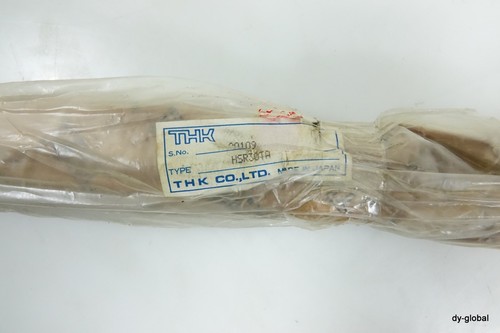 THK
S.No.
HSR30TA
TYPE
THK CO.,LTD.
dy-global